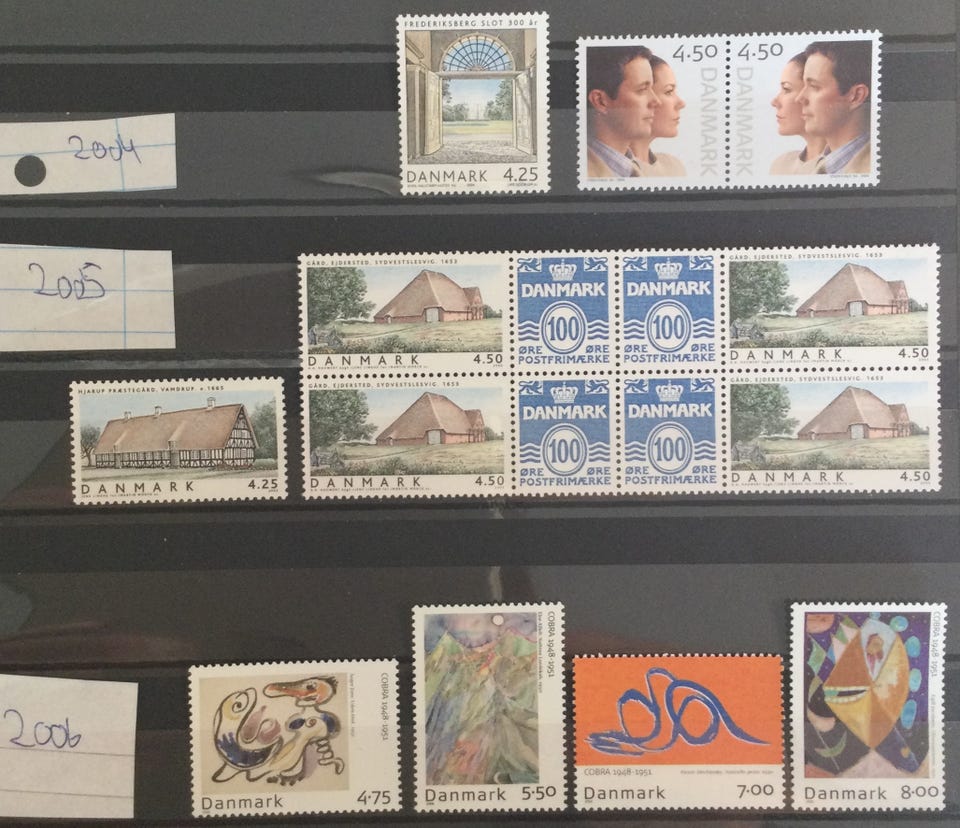 2004
FREDERIKSBERG SLOT 300 år
DANMARK 4.25
4.50 DANMARK
4.50 DANMARK
2005
HJARUP PRÆSTEGÅRD, VAMDRUP. o.1665
DANMARK 4.25
GÅRD, EJDERSTED, SYDVESTSLESVIG. 1653
DANMARK 4.50
DANMARK
100
ØRE ØRE
POSTFRIMÆRKE
DANMARK
100
ØRE ØRE
POSTFRIMÆRKE
GÅRD, EJDERSTED, SYDVESTSLESVIG. 1653
DANMARK 4.50
GÅRD, EJDERSTED, SYDVESTSLESVIG. 1653
DANMARK 4.50
DANMARK
100
ØRE ØRE
POSTFRIMÆRKE
DANMARK
100
ØRE ØRE
POSTFRIMÆRKE
GÅRD, EJDERSTED, SYDVESTSLESVIG. 1653
DANMARK 4.50
2006
COBRA 1948-1951
Danmark 4.75
COBRA 1948-1951
Danmark 5.50
COBRA 1948-1951
Danmark 7.00
COBRA 1948-1951
Danmark 8.00